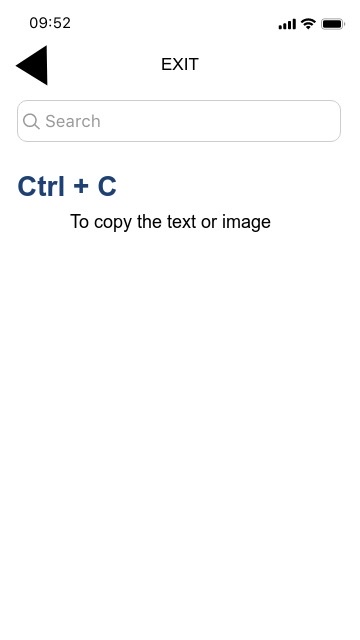 09:52
EXIT
Search
Ctrl + C
To copy the text or image